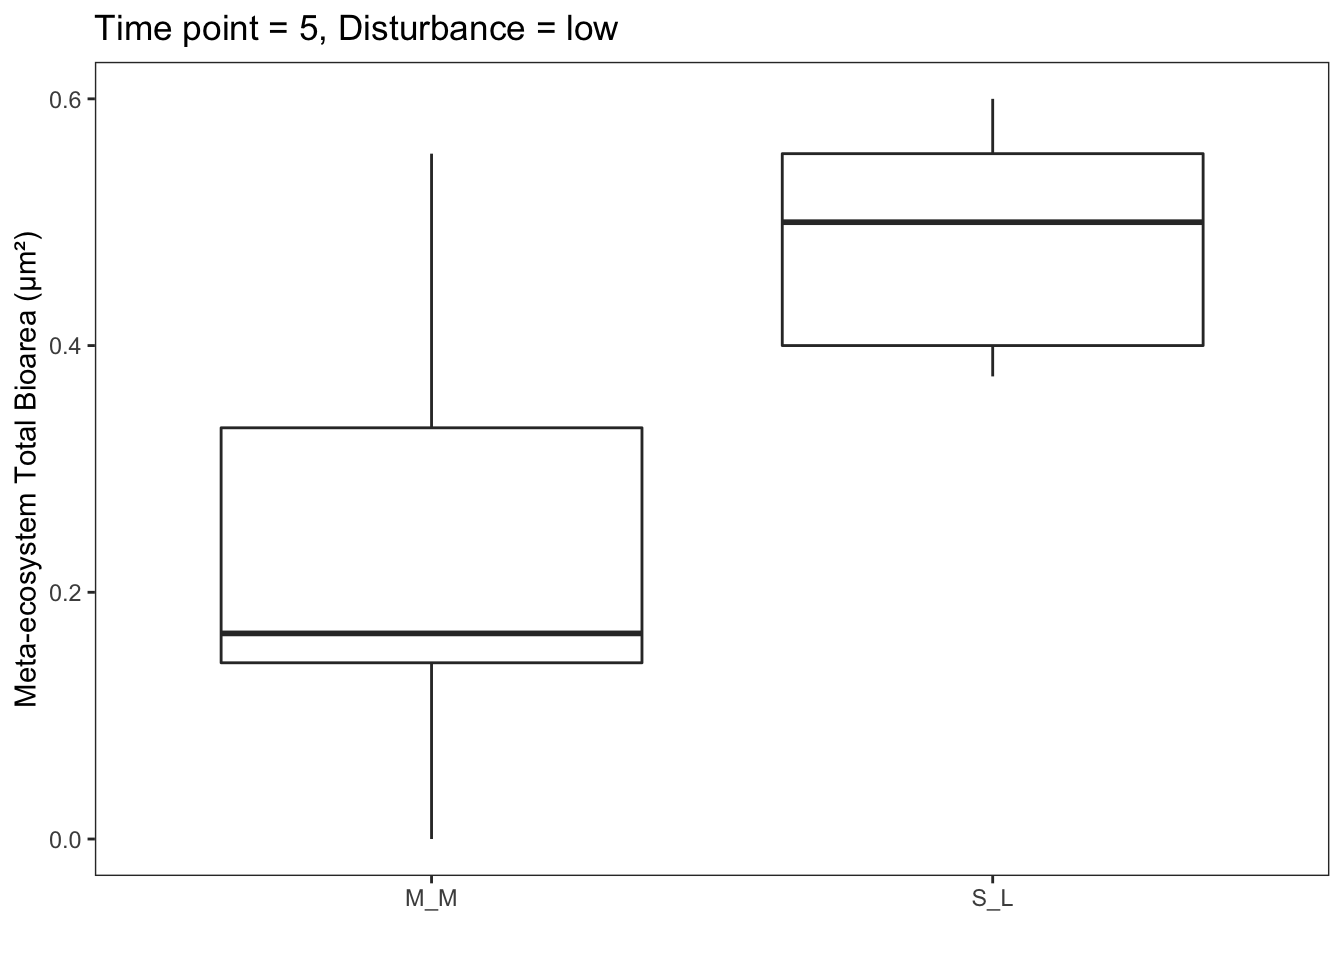 Time point = 5, Disturbance = low
Meta-ecosystem Total Bioarea (µm²)
0.6
0.4
0.2
0.0
M_M
S_L